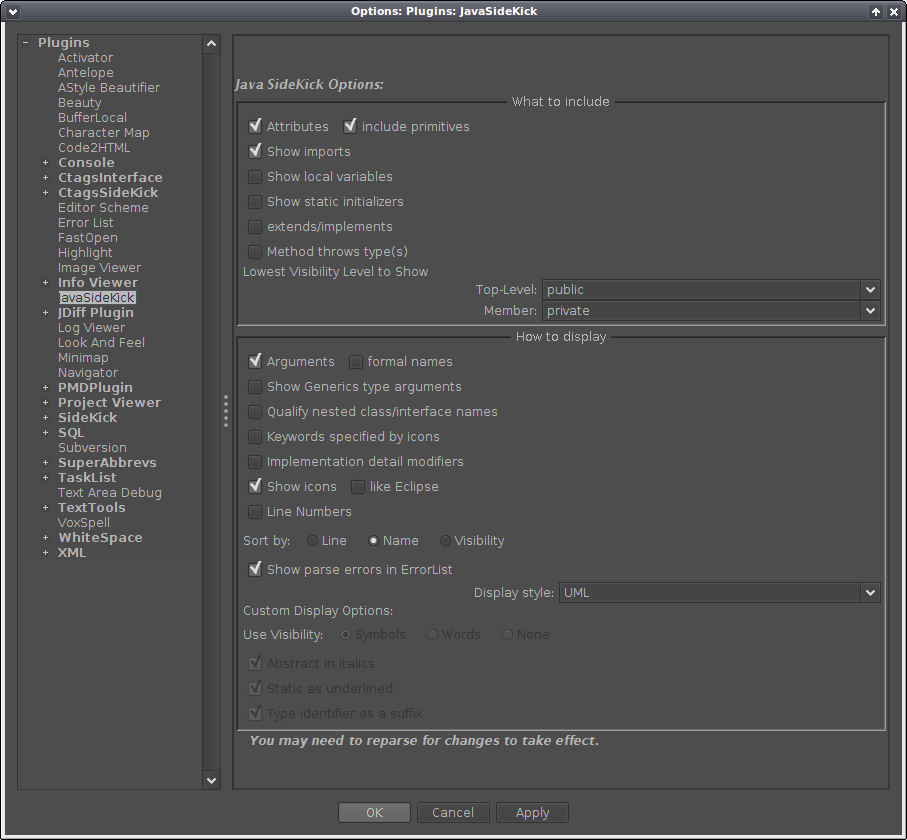 Options: Plugins: JavaSideKick
− Plugins
Activator
Antelope
AStyle Beautifier
Beauty
BufferLocal
Character Map
Code2HTML
+ Console
+ CtagsInterface
+ CtagsSideKick
Editor Scheme
Error List
FastOpen
Highlight
Image Viewer
+ Info Viewer
JavaSideKick
+ JDiff Plugin
Log Viewer
Look And Feel
Minimap
Navigator
+ PMDPlugin
+ Project Viewer
+ SideKick
+ SQL
Subversion
+ SuperAbbrevs
+ TaskList
Text Area Debug
+ TextTools
VoxSpell
+ WhiteSpace
+ XML
Java SideKick Options:
What to include
Attributes include primitives
Show imports
Show local variables
Show static initializers
extends/implements
Method throws type(s)
Lowest Visibility Level to Show
Top-Level: public
Member: private
How to display
Arguments formal names
Show Generics type arguments
Qualify nested class/interface names
Keywords specified by icons
Implementation detail modifiers
Show icons like Eclipse
Line Numbers
Sort by: Line Name Visibility
Show parse errors in ErrorList
Display style: UML
Custom Display Options:
Use Visibility: Symbols Words None
Abstract in italics
Static as underlined
Type identifier as a suffix
You may need to reparse for changes to take effect.
OK Cancel Apply